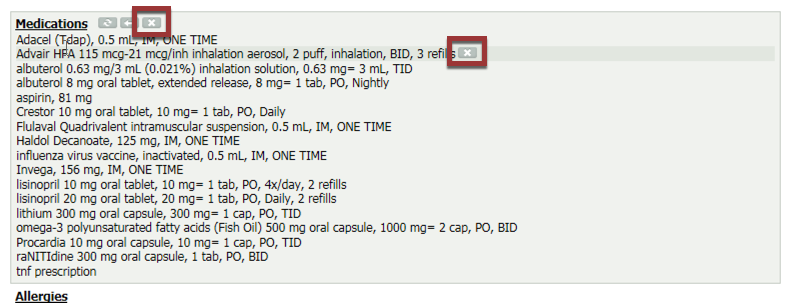 Medications
Adacel (Tdap), 0.5 mL, IM, ONE TIME
Advair HFA 115 mcg-21 mcg/inh inhalation aerosol, 2 puff, inhalation, BID, 3 refills
albuterol 0.63 mg/3 mL (0.021%) inhalation solution, 0.63 mg= 3 mL, TID
albuterol 8 mg oral tablet, extended release, 8 mg= 1 tab, PO, Nightly
aspirin, 81 mg
Crestor 10 mg oral tablet, 10 mg= 1 tab, PO, Daily
Flulaval Quadrivalent intramuscular suspension, 0.5 mL, IM, ONE TIME
Haldol Decanoate, 125 mg, IM, ONE TIME
influenza virus vaccine, inactivated, 0.5 mL, IM, ONE TIME
Invega, 156 mg, IM, ONE TIME
lisinopril 10 mg oral tablet, 10 mg= 1 tab, PO, 4x/day, 2 refills
lisinopril 20 mg oral tablet, 20 mg= 1 tab, PO, Daily, 2 refills
lithium 300 mg oral capsule, 300 mg= 1 cap, PO, TID
omega-3 polyunsaturated fatty acids (Fish Oil) 500 mg oral capsule, 1000 mg= 2 cap, PO, BID
Procardia 10 mg oral capsule, 10 mg= 1 cap, PO, TID
raNITIdine 300 mg oral capsule, 1 tab, PO, BID
tnf prescription
Allergies